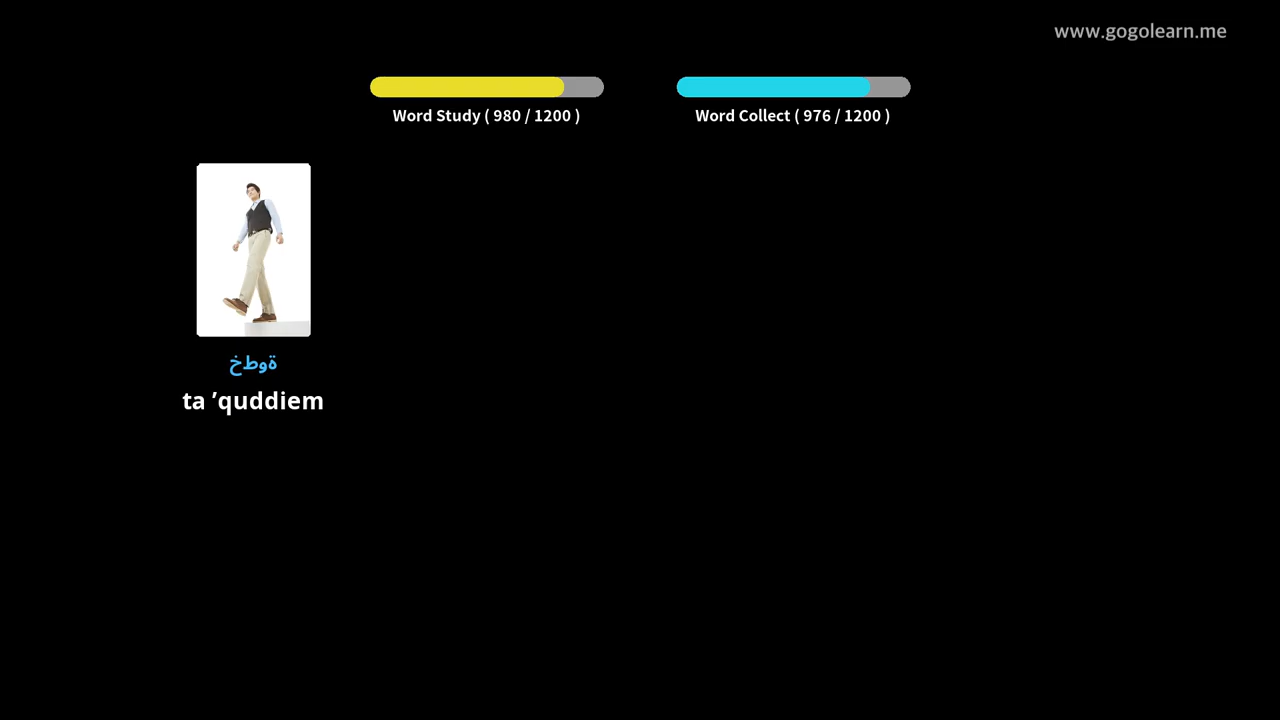 www.gogolearn.me
Word Study ( 980 / 1200 )
Word Collect ( 976 / 1200 )
ةوطخ
ta ’quddiem